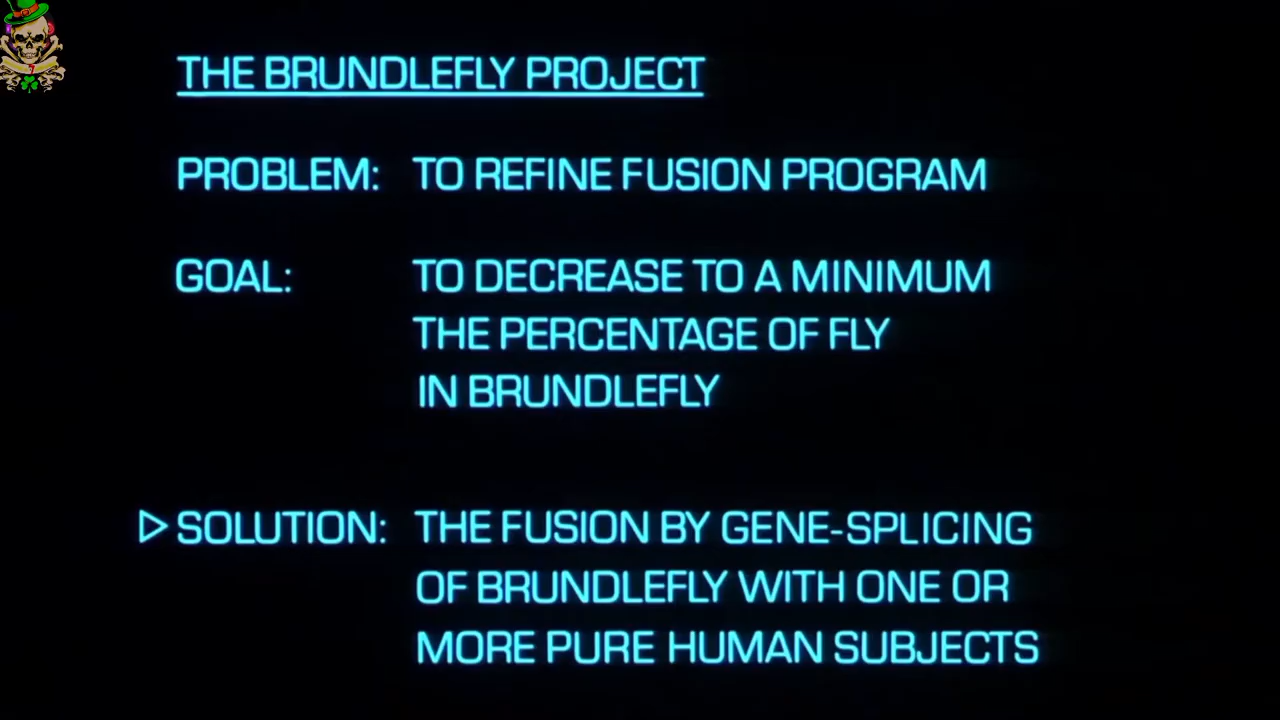 THE BRUNDLEFLY PROJECT
PROBLEM: TO REFINE FUSION PROGRAM
GOAL: TO DECREASE TO A MINIMUM
THE PERCENTAGE OF FLY
IN BRUNDLEFLY
SOLUTION: THE FUSION BY GENE-SPLICING
OF BRUNDLEFLY WITH ONE OR
MORE PURE HUMAN SUBJECTS